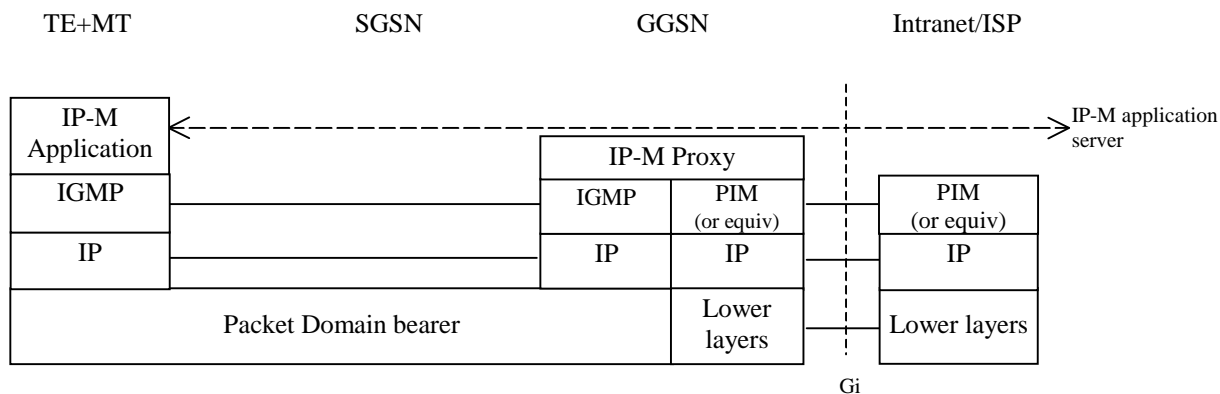 TE+MT SGSN GGSN Intranet/ISP
IP-M
Application
IP-M application
server
IP-M Proxy
IGMP IGMP PIM
(or equiv)
PIM
(or equiv)
IP IP IP IP
Packet Domain bearer
Lower
layers
Lower layers
Gi